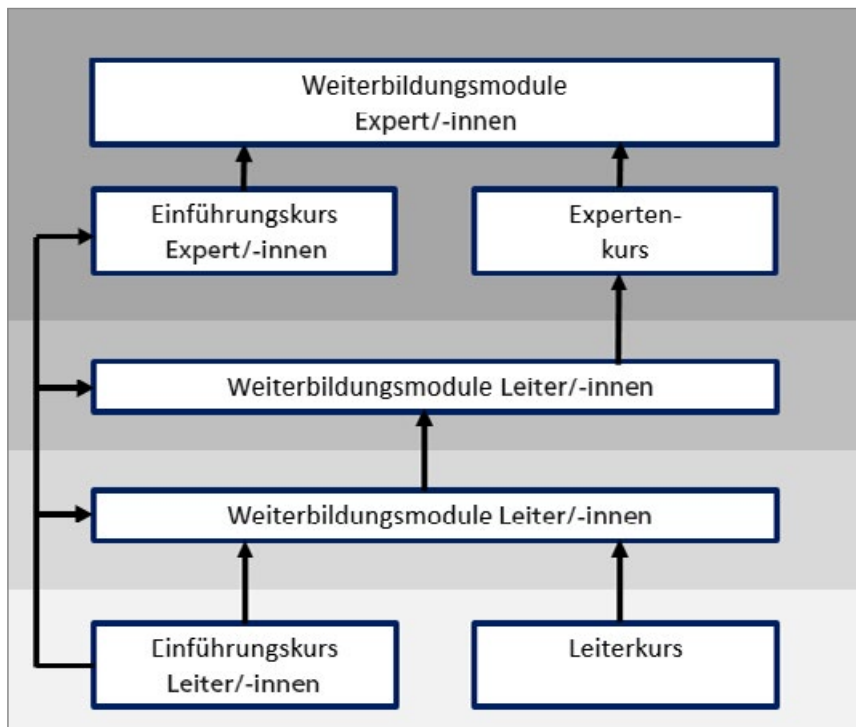 Weiterbildungsmodule
Expert/-innen
Einführungskurs
Expert/-innen
Experten-
kurs
Weiterbildungsmodule Leiter/-innen
Weiterbildungsmodule Leiter/-innen
Einführungskurs
Leiter/-innen
Leiterkurs